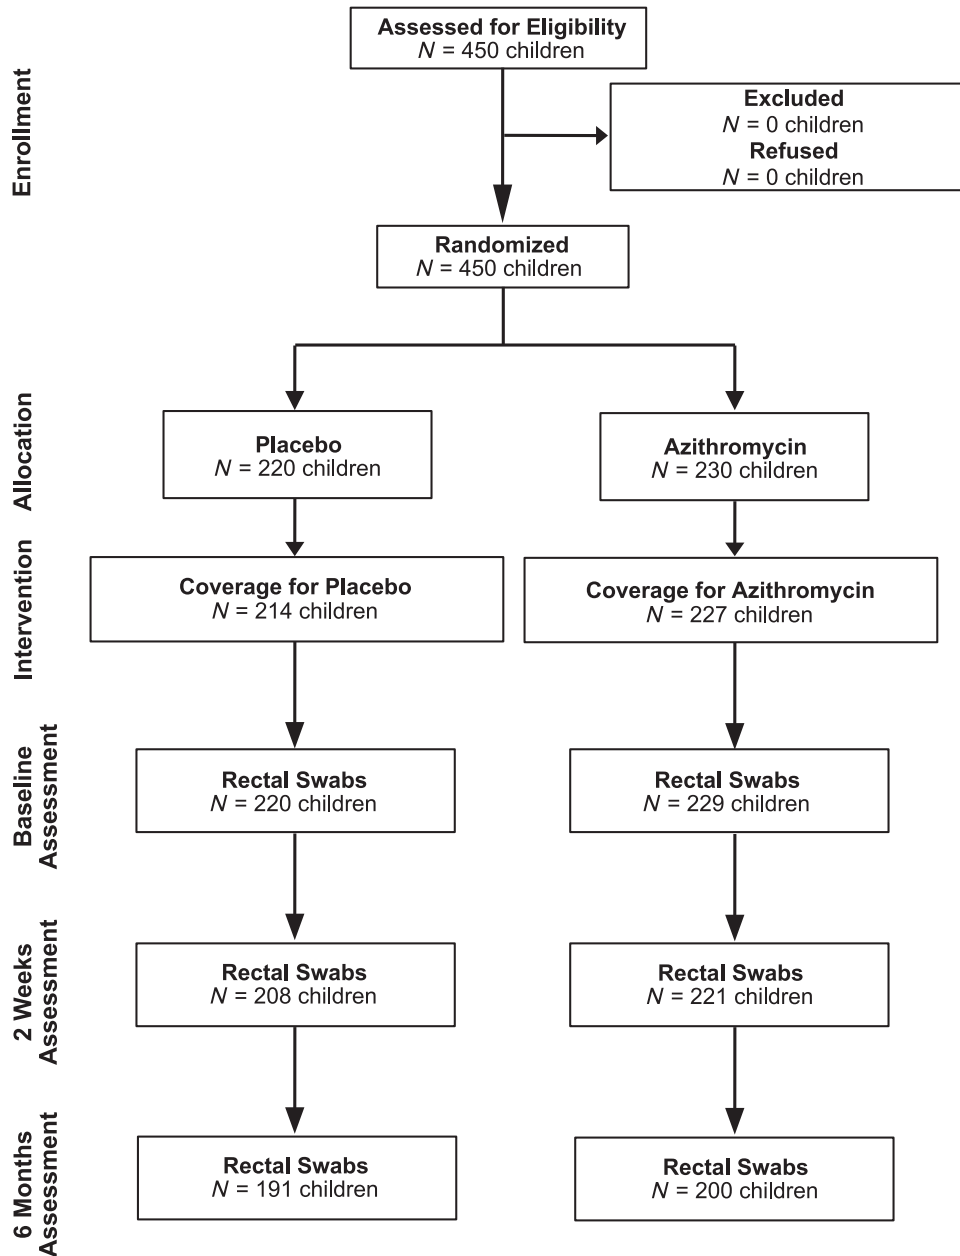 Enrollment
Assessed for Eligibility
N = 450 children
Excluded
N = 0 children
Refused
N = 0 children
Randomized
N = 450 children
Allocation
Placebo
N = 220 children
Azithromycin
N = 230 children
Intervention
Coverage for Placebo
N = 214 children
Coverage for Azithromycin
N = 227 children
Baseline
Assessment
Rectal Swabs
N = 220 children
Rectal Swabs
N = 229 children
2 Weeks
Assessment
Rectal Swabs
N = 208 children
Rectal Swabs
N = 221 children
6 Months
Assessment
Rectal Swabs
N = 191 children
Rectal Swabs
N = 200 children